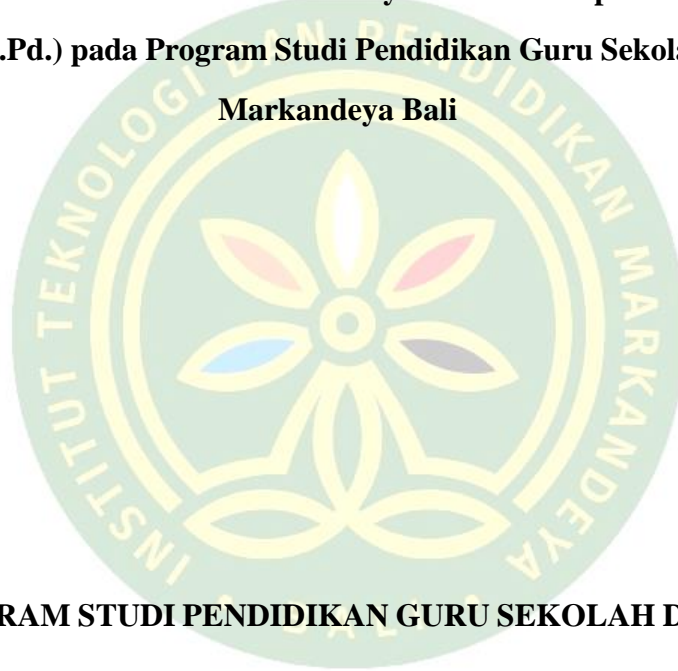 .Pd.) pada Program Studi Pendidikan Guru Sekola
Markandeya Bali
INSTITUT TEKNOLOGI DAN PENDIDIKAN MARKANDEYA
BALI
RAM STUDI PENDIDIKAN GURU SEKOLAH D